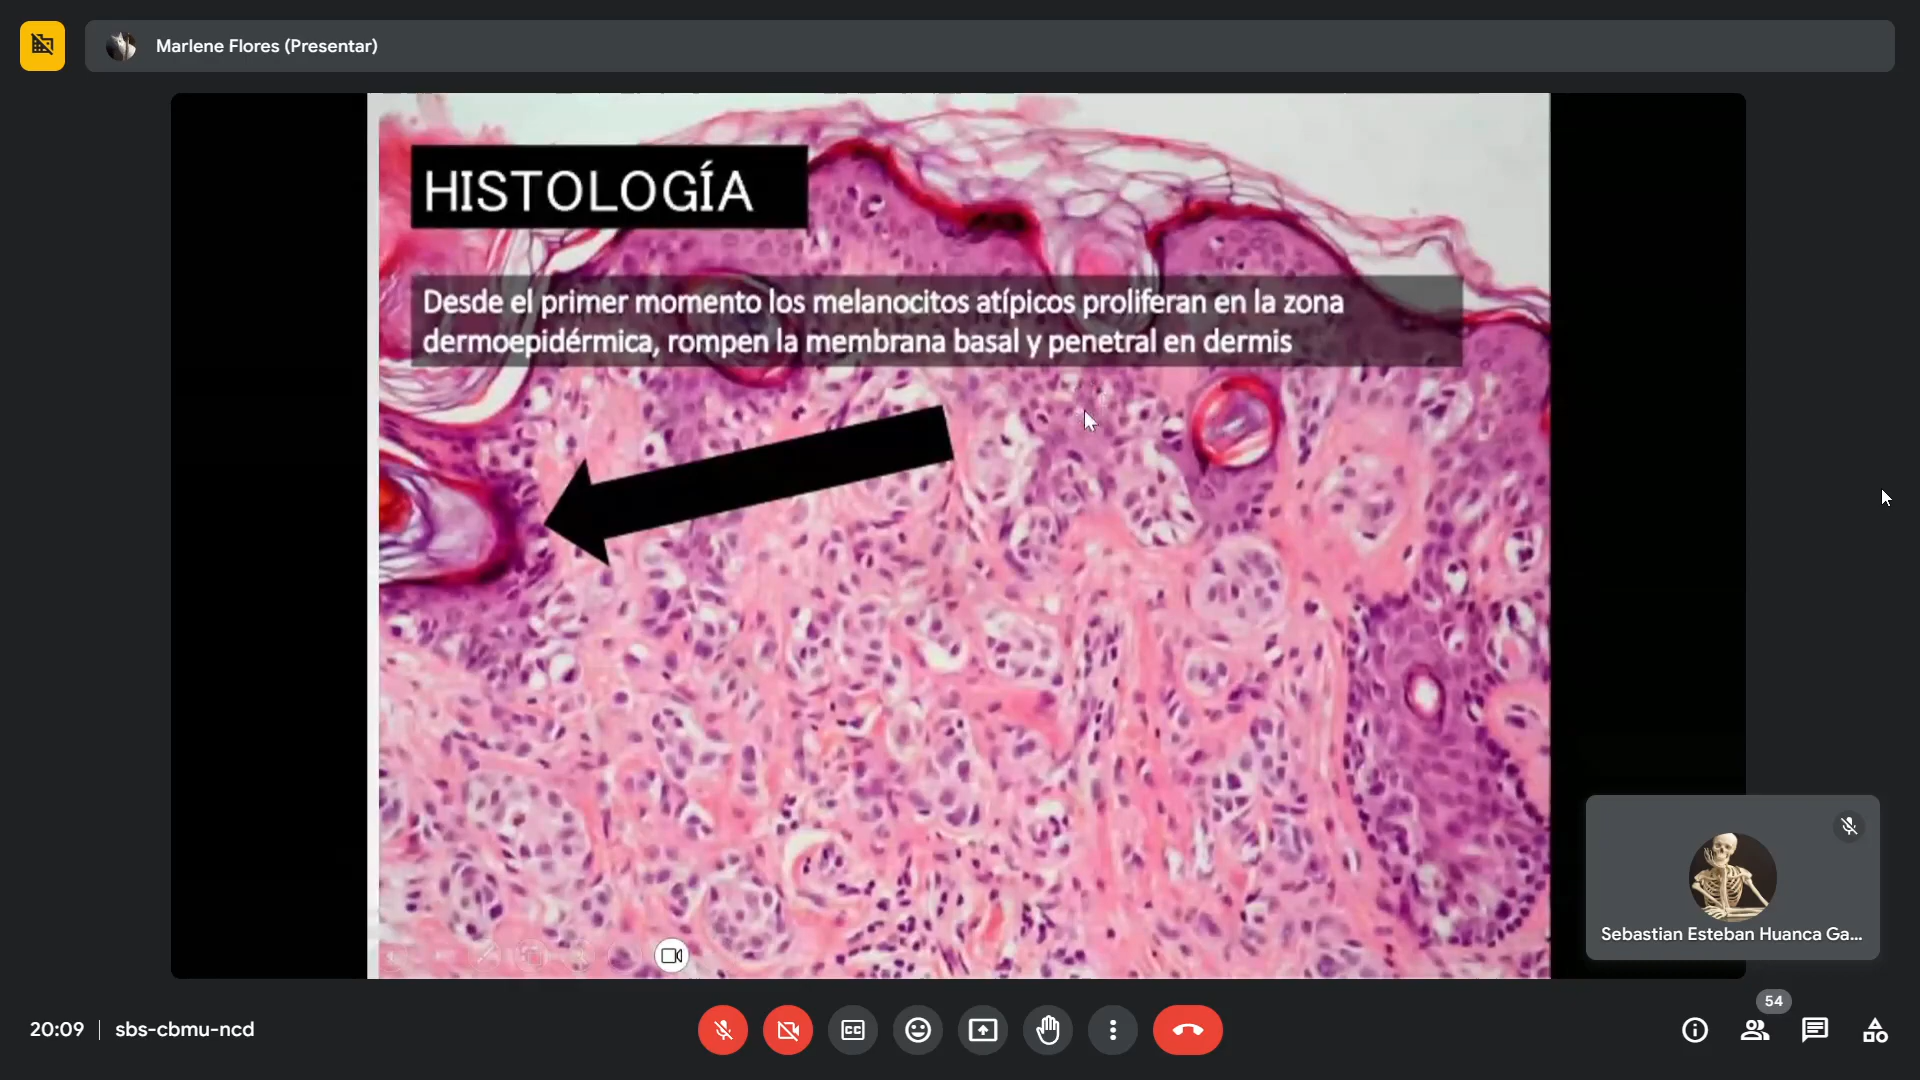 Marlene Flores (Presentar)
HISTOLOGÍA
Desde el primer momento los melanocitos atípicos proliferan en la zona
dermoepidérmica, rompen la membrana basal y penetral en dermis
Sebastian Esteban Huanca Ga...
54
20:09
sbs-cbmu-ncd
CC